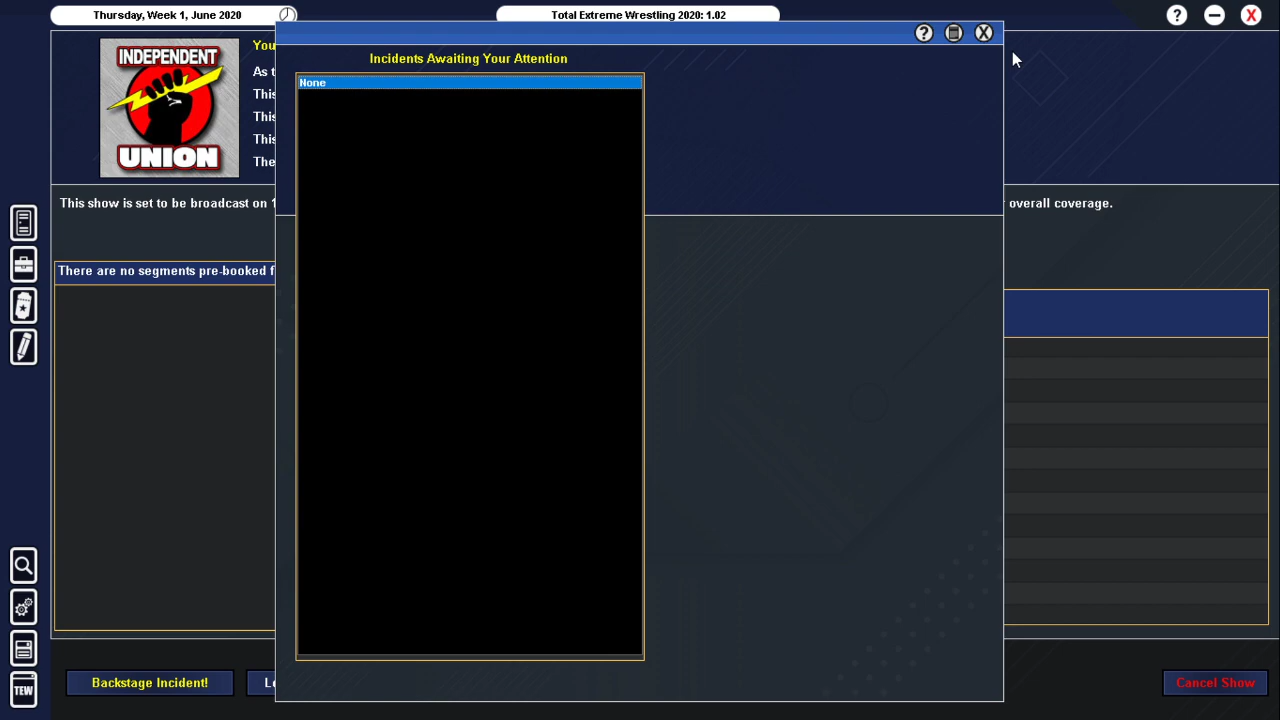 Thursday, Week 1, June 2020
Total Extreme Wrestling 2020: 1.02
?
X
? X
Incidents Awaiting Your Attention
None
INDEPENDENT
UNION
You
As t
This
This
This
The
This show is set to be broadcast on
overall coverage.
There are no segments pre-booked f
TEW
Backstage Incident!
Le
Cancel Show